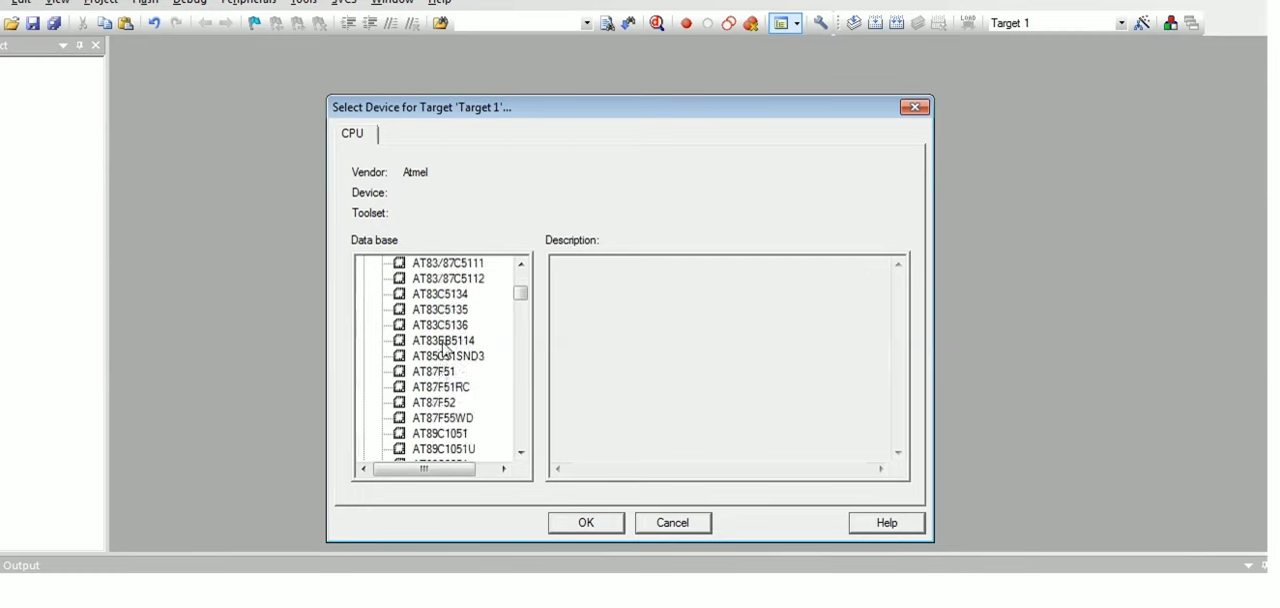 Edit View Project Flash Debug Peripherals Tools SVCS Window Help
LOAD
Target 1
ct
Select Device for Target 'Target 1'...
CPU
Vendor: Atmel
Device:
Toolset:
Data base
Description:
AT83/87C5111
AT83/87C5112
AT83C5134
AT83C5135
AT83C5136
AT83EB5114
AT85C51SND3
AT87F51
AT87F51RC
AT87F52
AT87F55WD
AT89C1051
AT89C1051U
OK Cancel Help
Output